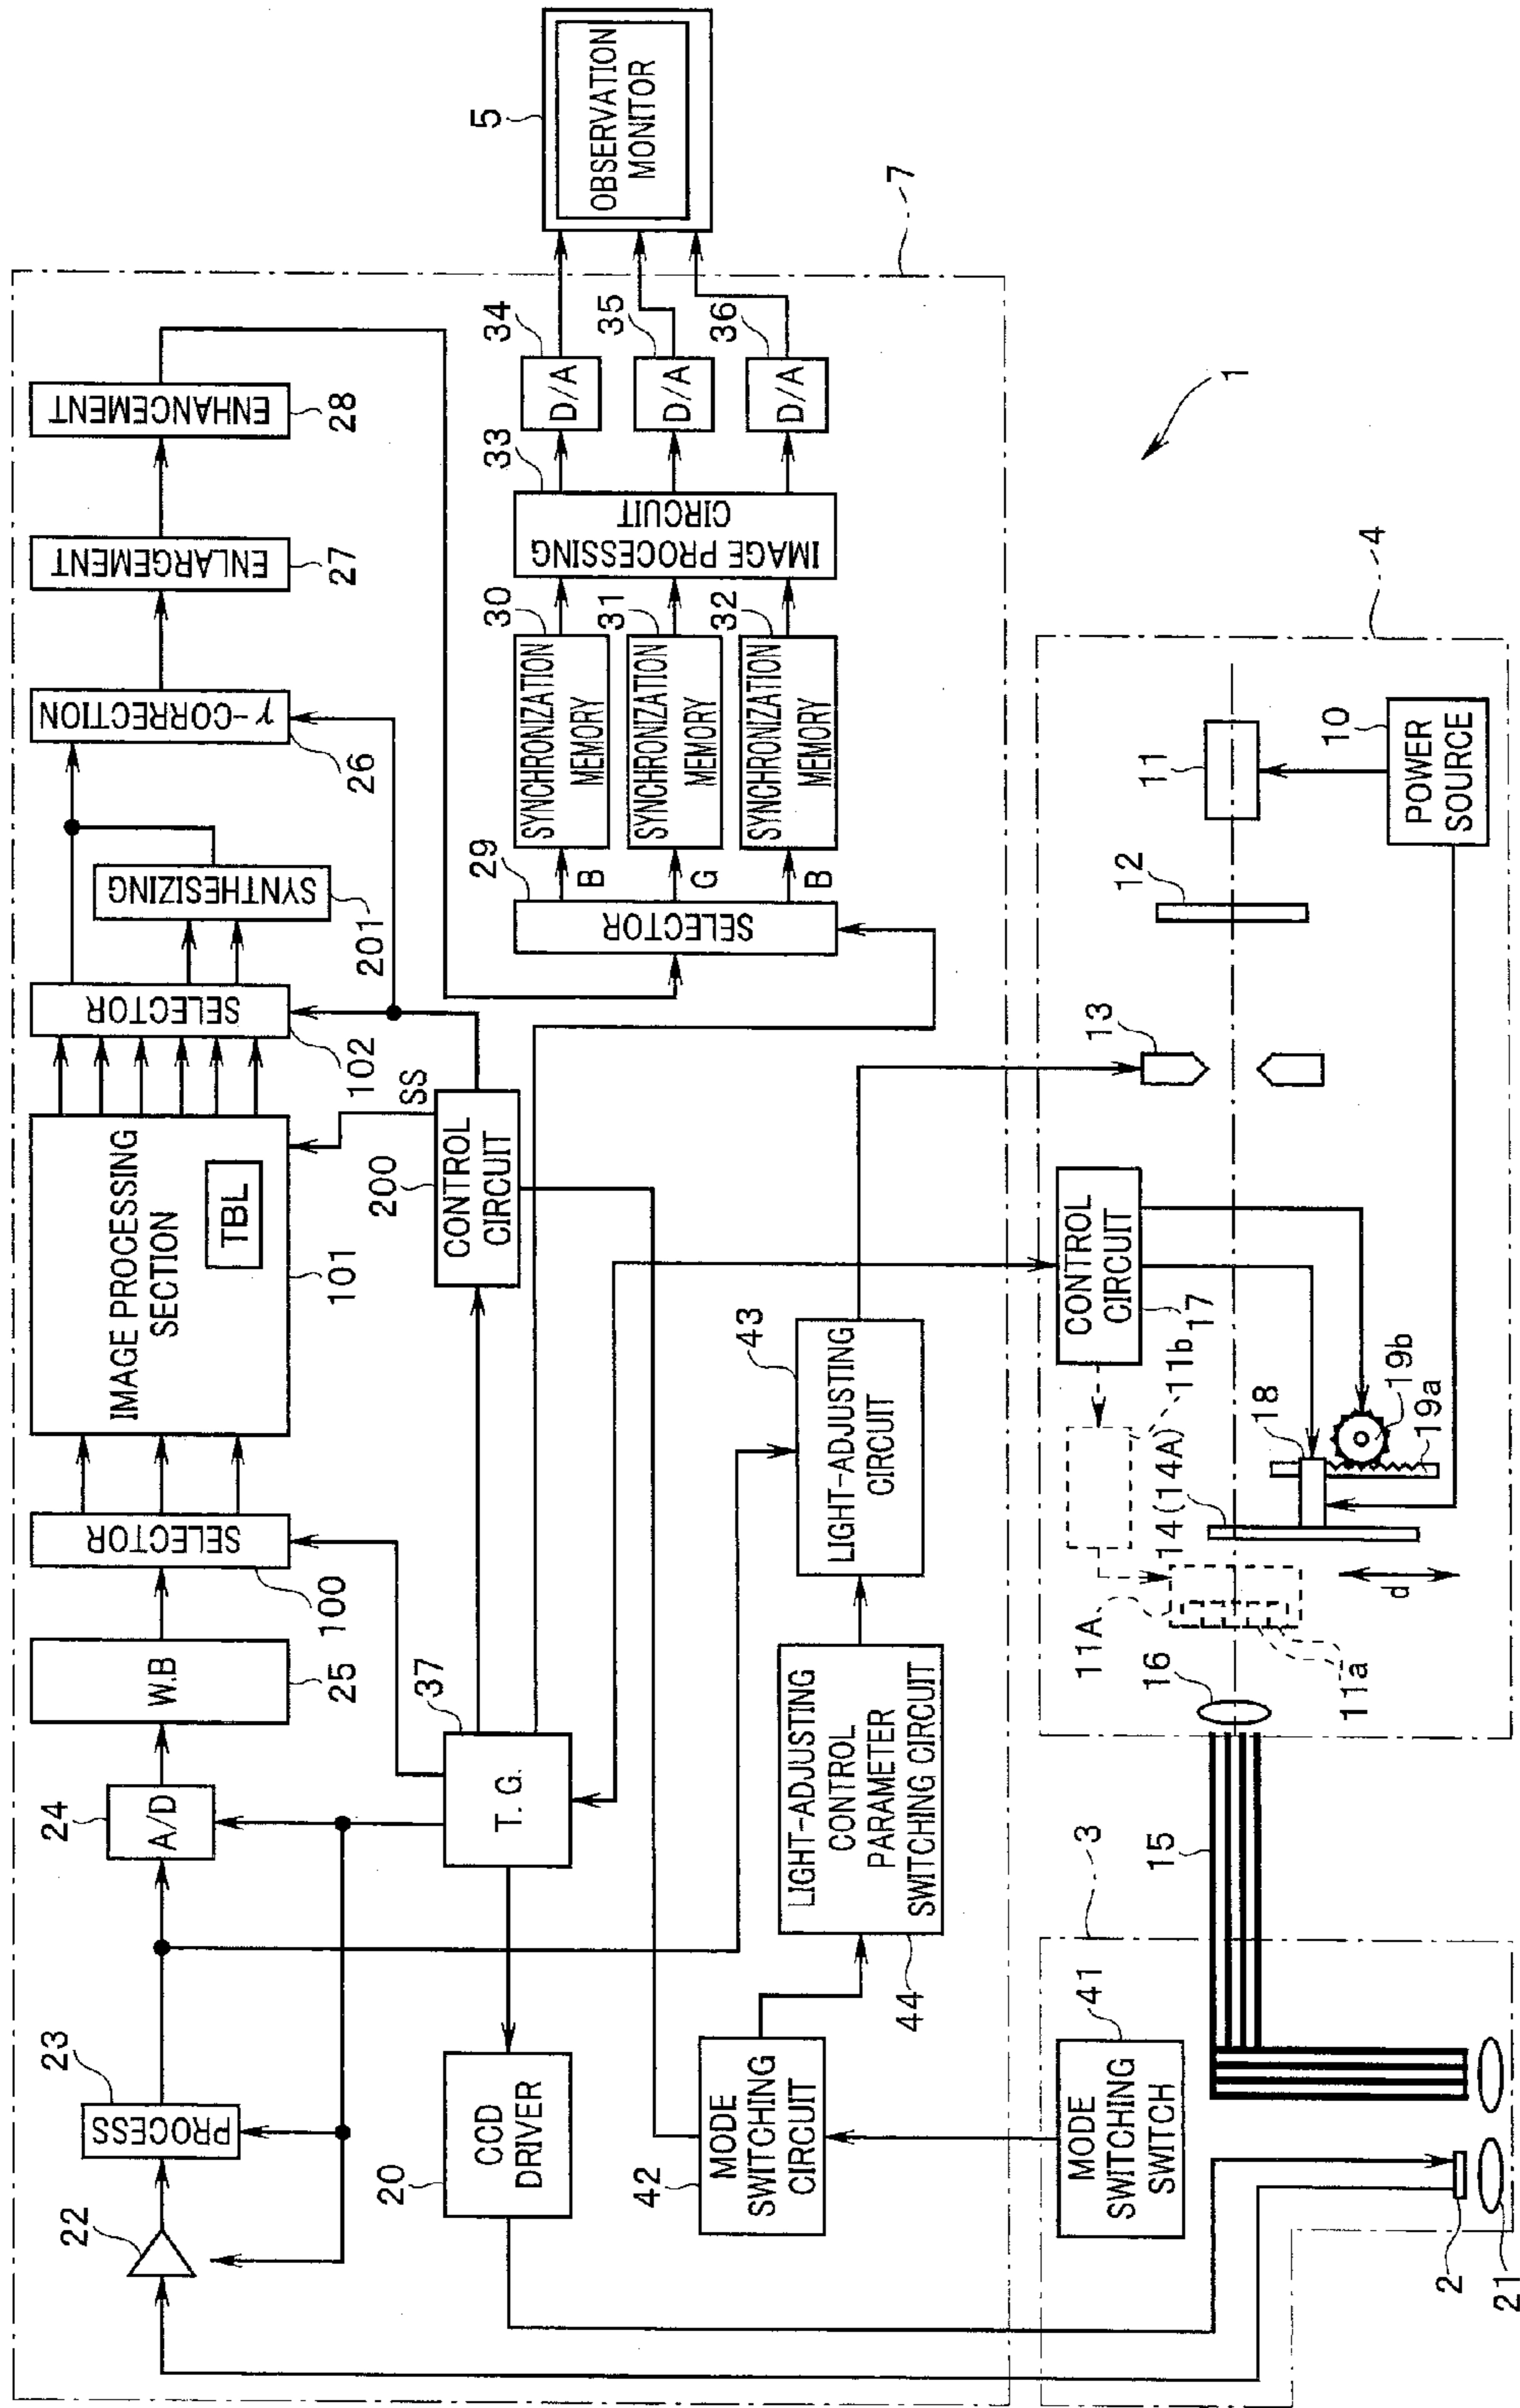 22
23
PROCESS
24
A/D
W.B
25
SELECTOR
100
IMAGE PROCESSING
SECTION
TBL
101
SELECTOR
102
SYNTHESIZING
201
γ-CORRECTION
26
ENLARGEMENT
27
ENHANCEMENT
28
20
CCD
DRIVER
37
T. G.
200
CONTROL
CIRCUIT
SS
29
SELECTOR
B
G
B
30
SYNCHRONIZATION
MEMORY
31
SYNCHRONIZATION
MEMORY
32
SYNCHRONIZATION
MEMORY
33
IMAGE PROCESSING
CIRCUIT
34
D/A
35
D/A
36
D/A
5
OBSERVATION
MONITOR
7
42
MODE
SWITCHING
CIRCUIT
44
LIGHT-ADJUSTING
CONTROL
PARAMETER
SWITCHING CIRCUIT
43
LIGHT-ADJUSTING
CIRCUIT
1
MODE
SWITCHING
SWITCH
41
3
2
21
15
16
11A
11a
14(14A)
11b
d
CONTROL
CIRCUIT
17
18
19b
19a
13
12
11
10
POWER
SOURCE
4